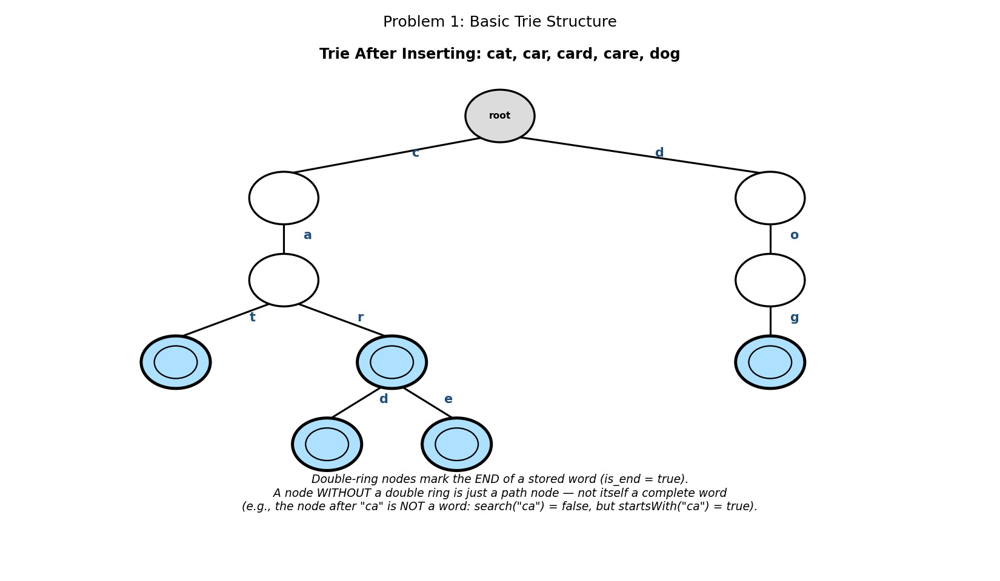 Problem 1: Basic Trie Structure
Trie After Inserting: cat, car, card, care, dog
root
c
d
a
o
t
r
g
d
e
Double-ring nodes mark the END of a stored word (is_end = true).
A node WITHOUT a double ring is just a path node — not itself a complete word
(e.g., the node after "ca" is NOT a word: search("ca") = false, but startsWith("ca") = true).